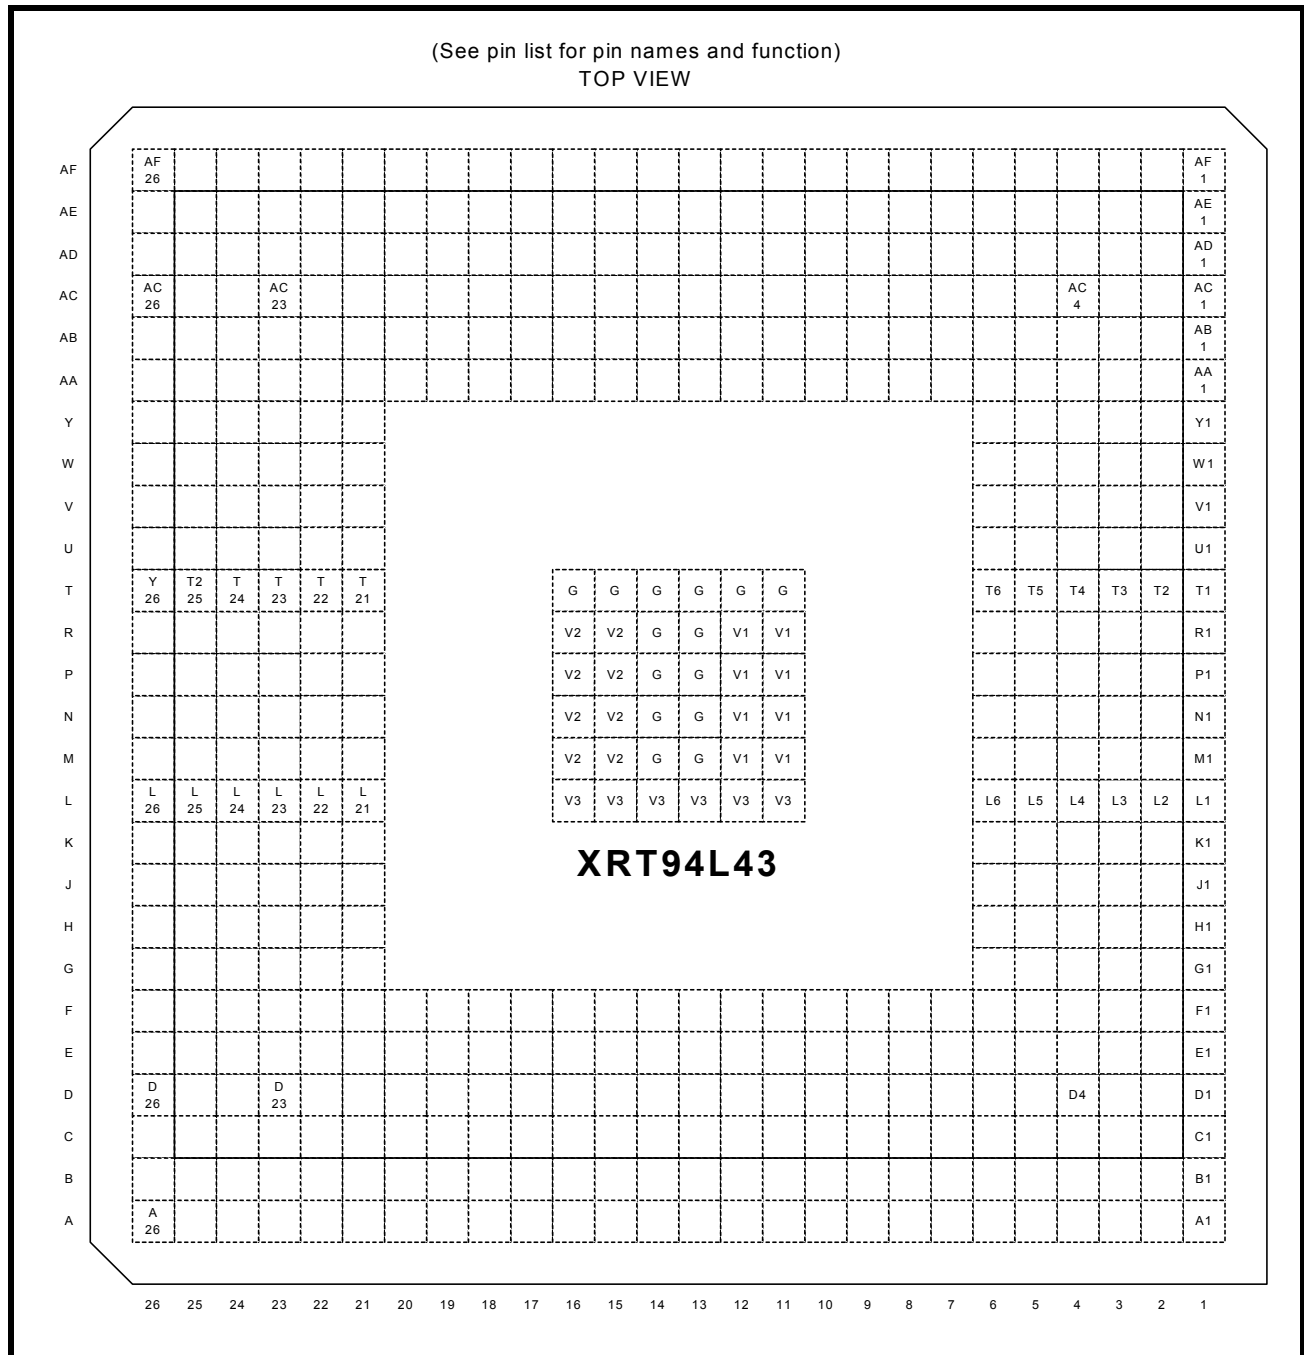 (See pin list for pin names and function)
TOP VIEW
AF AF 26 AF 1
AE AE 1
AD AD 1
AC AC 26 AC 23 AC 4 AC 1
AB AB 1
AA AA 1
Y Y1
W W1
V V1
U U1
T Y 26 T2 25 T 24 T 23 T 22 T 21 G G G G G G T6 T5 T4 T3 T2 T1
R V2 V2 G G V1 V1 R1
P V2 V2 G G V1 V1 P1
N V2 V2 G G V1 V1 N1
M V2 V2 G G V1 V1 M1
L L 26 L 25 L 24 L 23 L 22 L 21 V3 V3 V3 V3 V3 V3 L6 L5 L4 L3 L2 L1
K K1
XRT94L43
J J1
H H1
G G1
F F1
E E1
D D 26 D 23 D4 D1
C C1
B B1
A A 26 A1
26 25 24 23 22 21 20 19 18 17 16 15 14 13 12 11 10 9 8 7 6 5 4 3 2 1